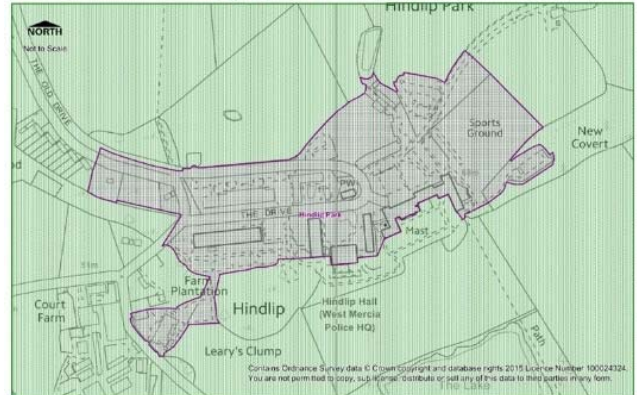 Hindlip Park
NORTH
Not to Scale
THE OLD DRIVE
Sports
Ground
New
Covert
PW
THE DRIVE
Hindlip Park
Mast
Farm
Plantation
Court
Farm
Hindlip
Hindlip Hall
(West Mercia
Police HQ)
Leary's Clump
Path
Contains Ordnance Survey data © Crown copyright and database rights 2015 Licence Number 100024324.
You are not permitted to copy, sub-license, distribute or sell any of this data to third parties in any form.
The Lake